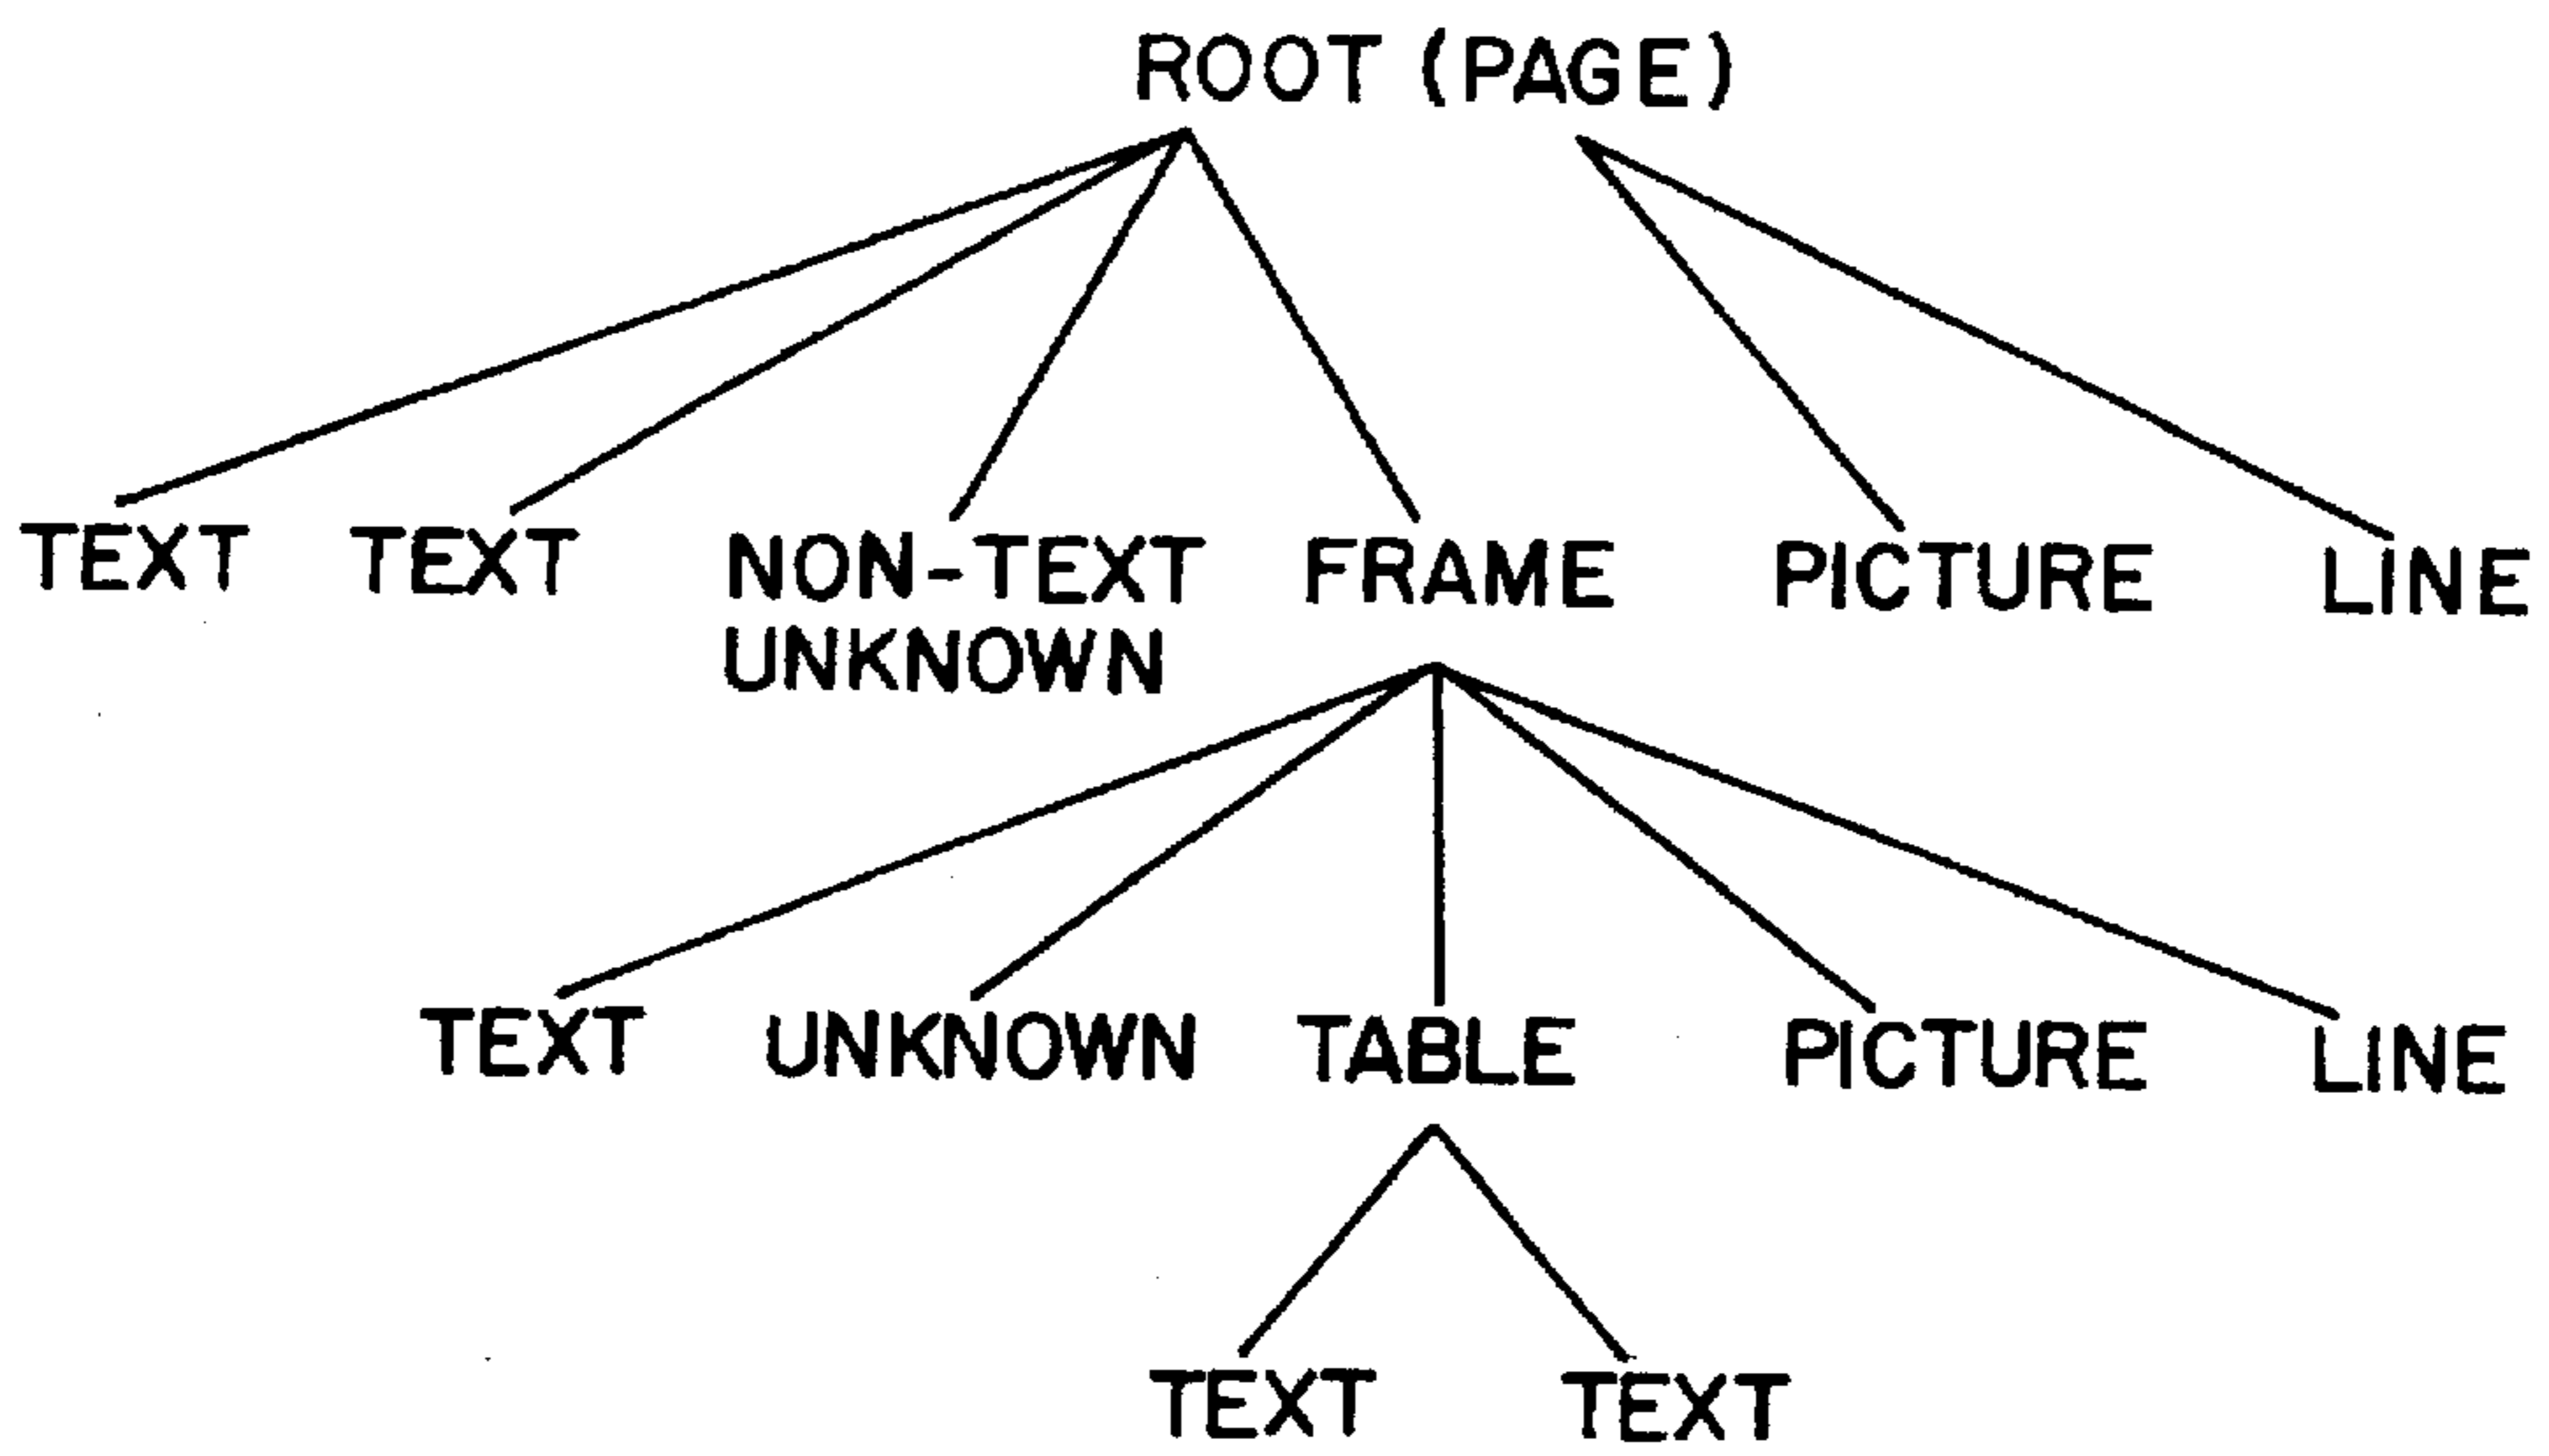 ROOT (PAGE)
TEXT TEXT NON-TEXT FRAME PICTURE LINE
UNKNOWN
TEXT UNKNOWN TABLE PICTURE LINE
TEXT TEXT